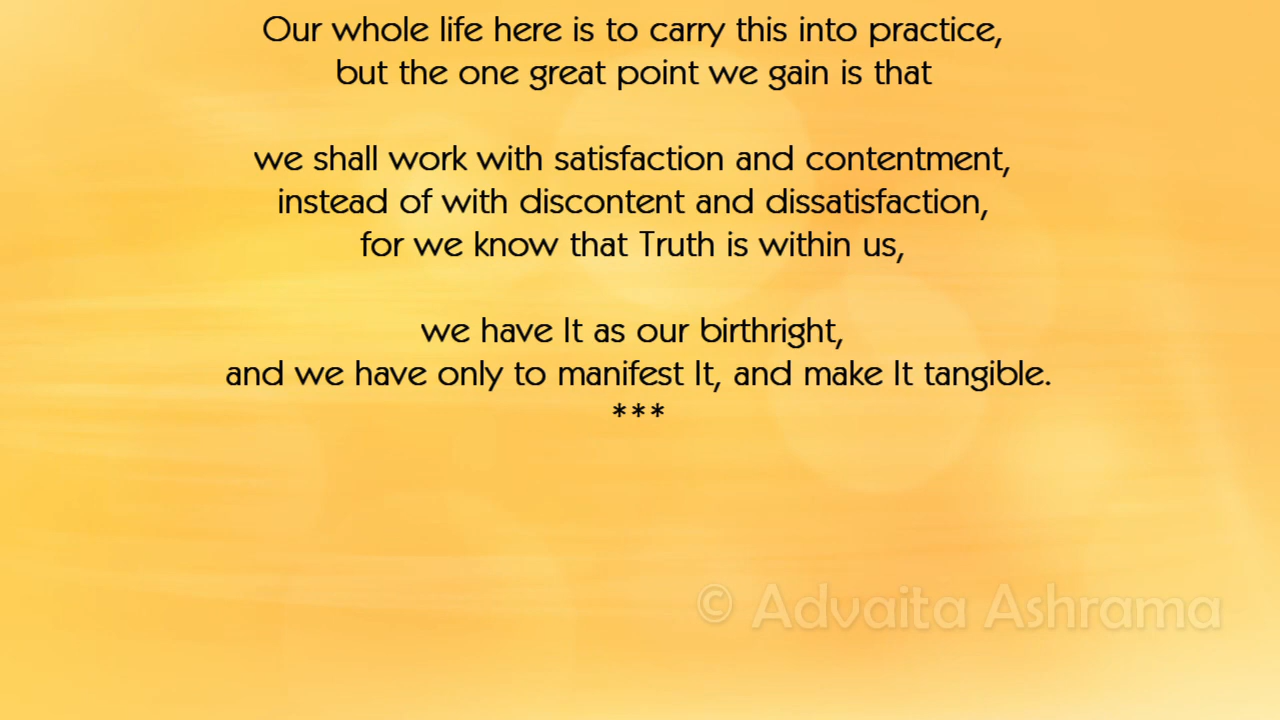 Our whole life here is to carry this into practice,
but the one great point we gain is that
we shall work with satisfaction and contentment,
instead of with discontent and dissatisfaction,
for we know that Truth is within us,
we have It as our birthright,
and we have only to manifest It, and make It tangible.
***
© Advaita Ashrama